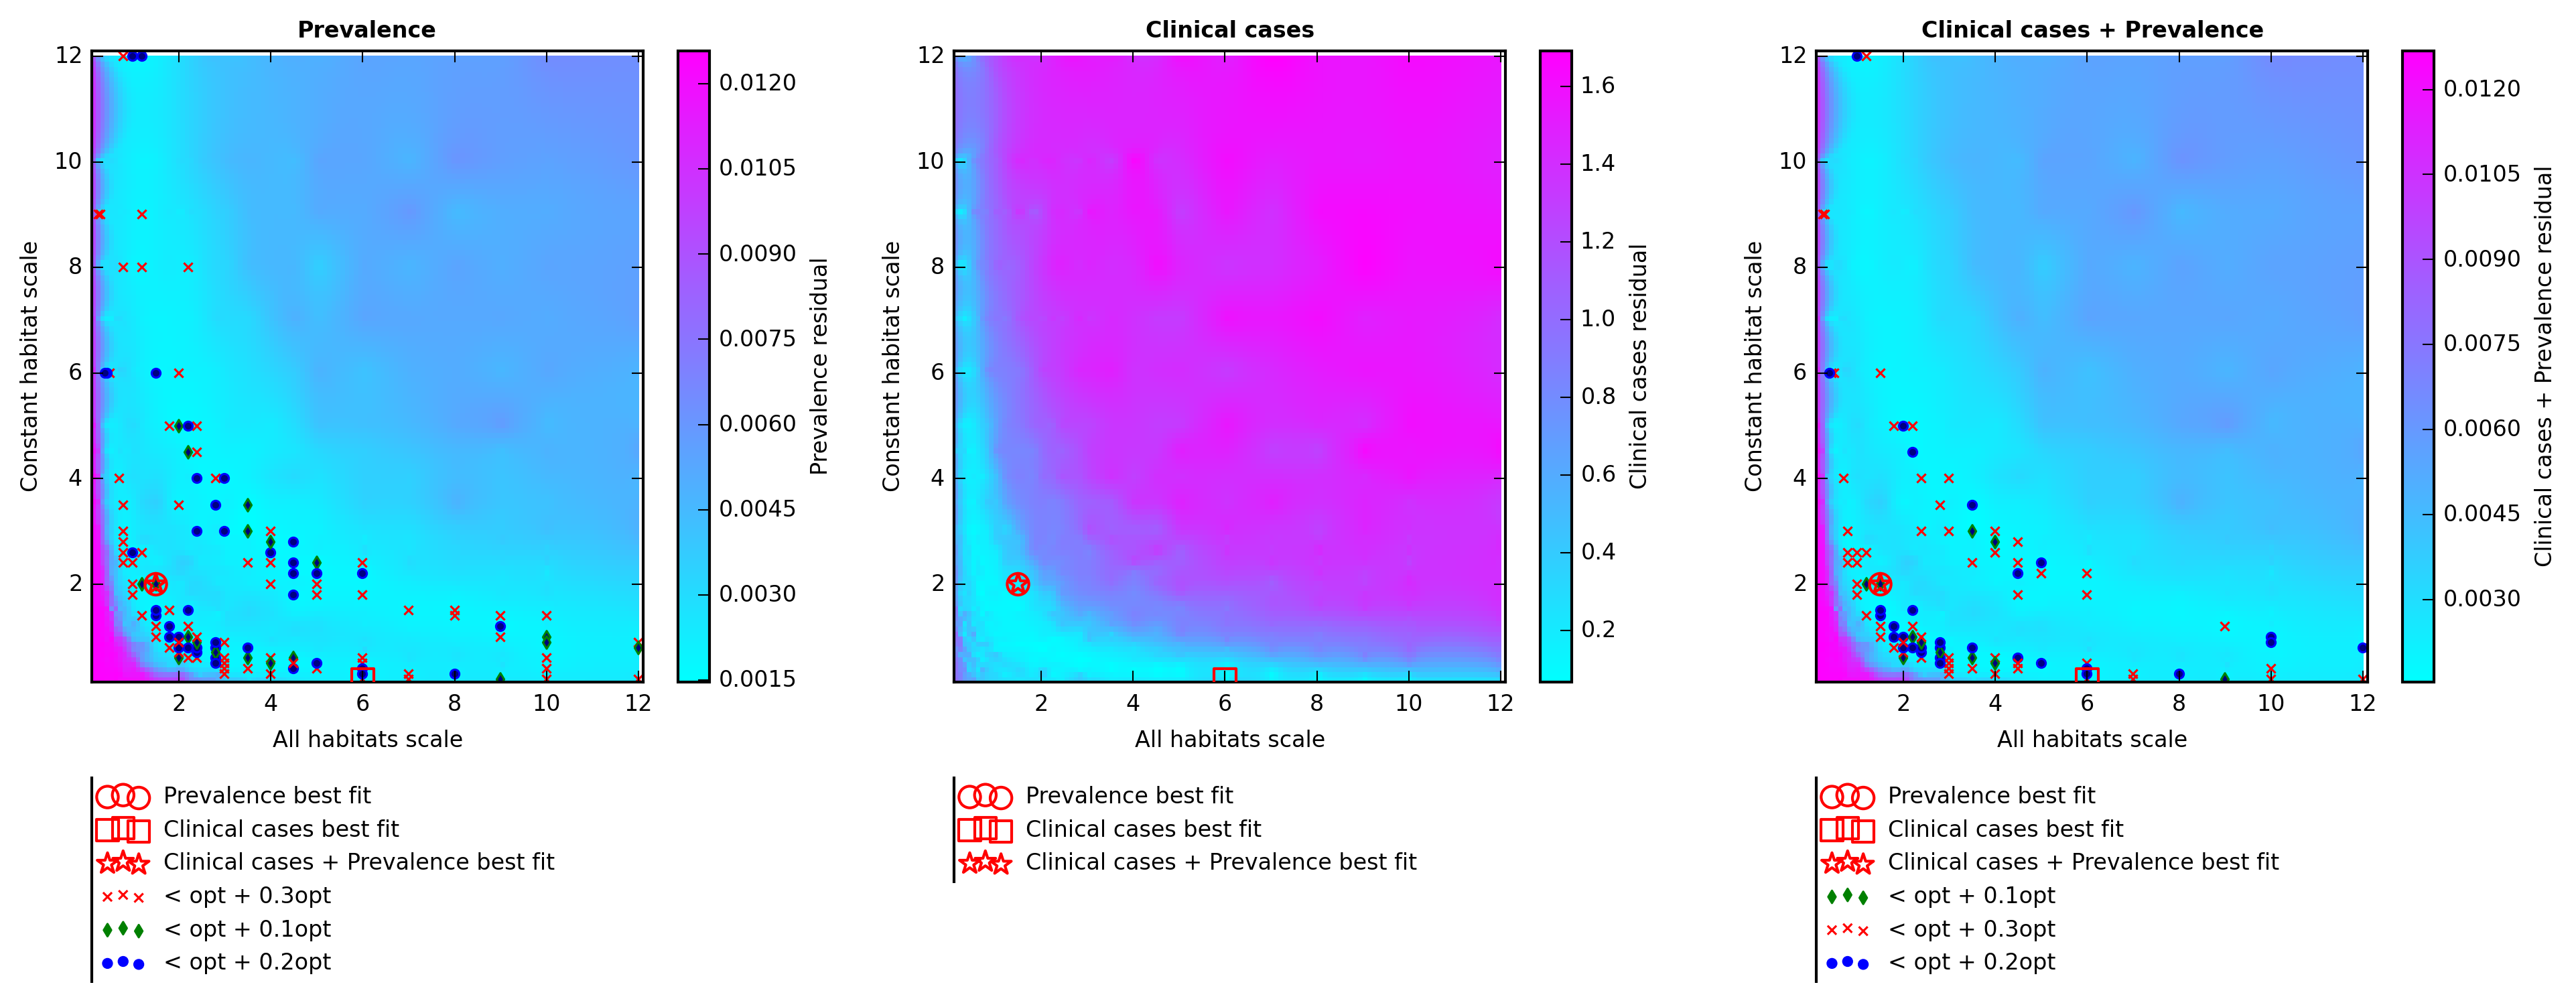 Prevalence
12
10
8
6
4
2
2 4 6 8 10 12
Constant habitat scale
All habitats scale
0.0120
0.0105
0.0090
0.0075
0.0060
0.0045
0.0030
0.0015
Prevalence residual
Prevalence best fit
Clinical cases best fit
Clinical cases + Prevalence best fit
< opt + 0.3opt
< opt + 0.1opt
< opt + 0.2opt
Clinical cases
12
10
8
6
4
2
2 4 6 8 10 12
Constant habitat scale
All habitats scale
1.6
1.4
1.2
1.0
0.8
0.6
0.4
0.2
Clinical cases residual
Prevalence best fit
Clinical cases best fit
Clinical cases + Prevalence best fit
Clinical cases + Prevalence
12
10
8
6
4
2
2 4 6 8 10 12
Constant habitat scale
All habitats scale
0.0120
0.0105
0.0090
0.0075
0.0060
0.0045
0.0030
Clinical cases + Prevalence residual
Prevalence best fit
Clinical cases best fit
Clinical cases + Prevalence best fit
< opt + 0.1opt
< opt + 0.3opt
< opt + 0.2opt